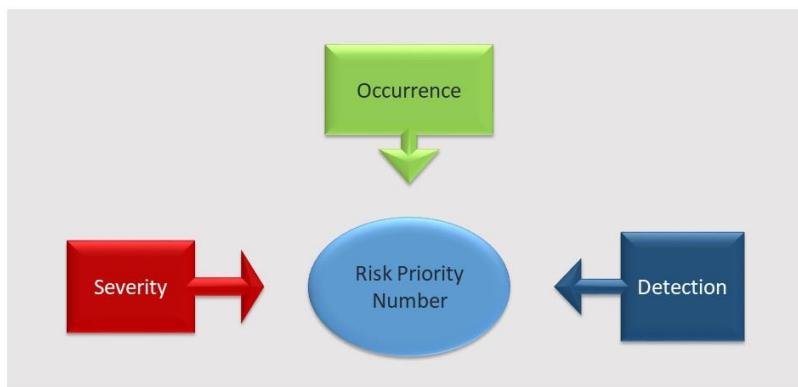 Occurrence
Severity
Risk Priority
Number
Detection